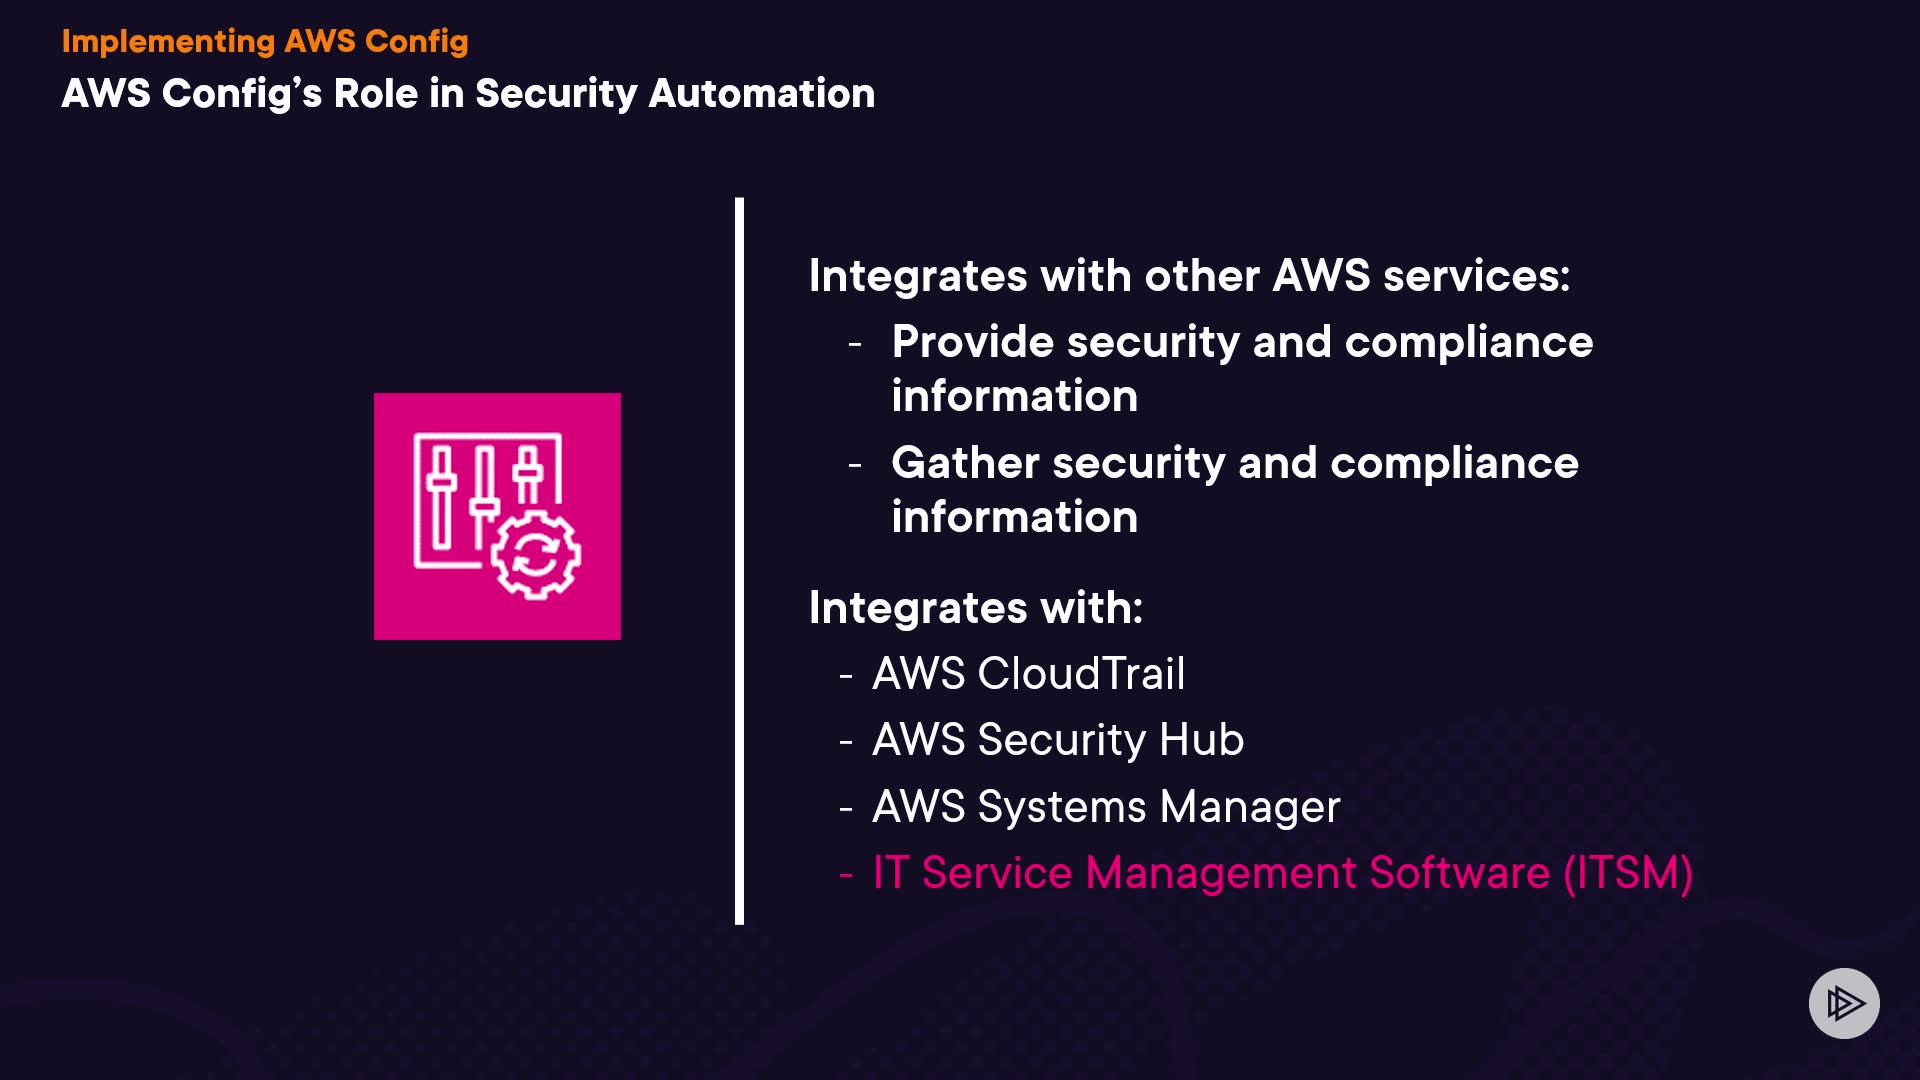 Implementing AWS Config
AWS Config’s Role in Security Automation
Integrates with other AWS services:
- Provide security and compliance
information
- Gather security and compliance
information
Integrates with:
- AWS CloudTrail
- AWS Security Hub
- AWS Systems Manager
- IT Service Management Software (ITSM)